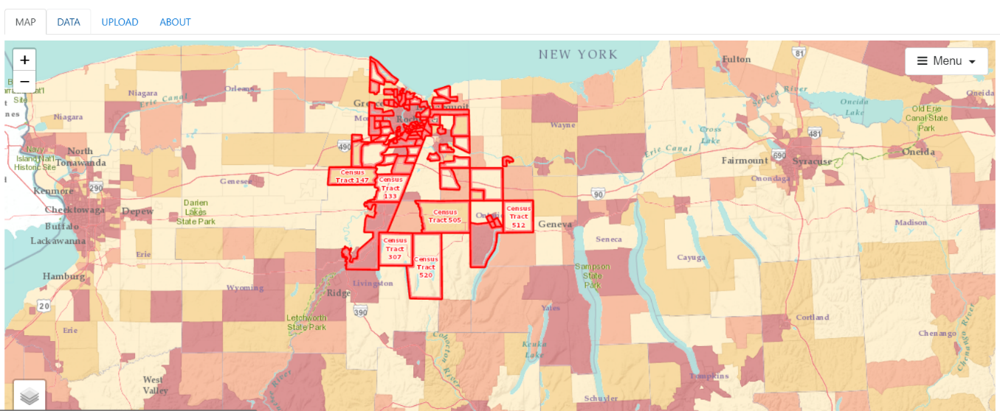 MAP
DATA
UPLOAD
ABOUT
+
−
Menu
NEW YORK
Fulton
81
Niagara
Orleans
Erie Canal
Site
Seneca River
Oneida
Lake
Oneida
Old Erie
Canal State
Park
Niagara
Wayne
Cross
Lake
481
490
Navy
Island Nat'l
Historic Site
North
Tonawanda
Erie Canal
Fairmount
690
Syracuse
Oneida
Census
Tract 147
Census
Tract
133
Genesee
Onondaga
290
Kenmore
90
Cheektowaga
Depew
Darien
Lakes
State Park
Census
Tract 505
Census
Tract
512
Geneva
Madison
Buffalo
Lackawanna
Seneca
Census
Tract
307
Census
Tract
520
Erie
Cayuga
Sampson
State
Park
Hamburg
Wyoming
Livingston
Ridge
20
390
Yates
Letchworth
State Park
Cortland
Erie
Chenango
Keuka
Lake
Cohocton
River
Chenango River
West
Valley
River
Tompkins
Schuyler